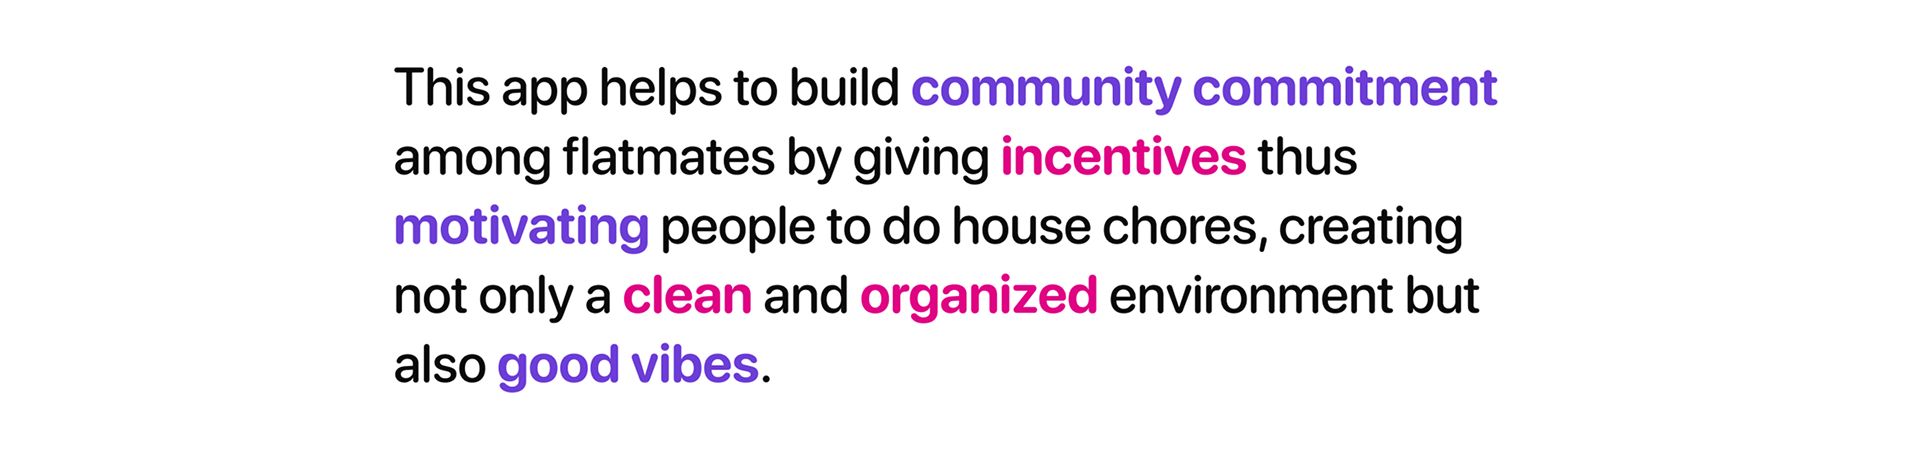 This app helps to build community commitment
among flatmates by giving incentives thus
motivating people to do house chores, creating
not only a clean and organized environment but
also good vibes.